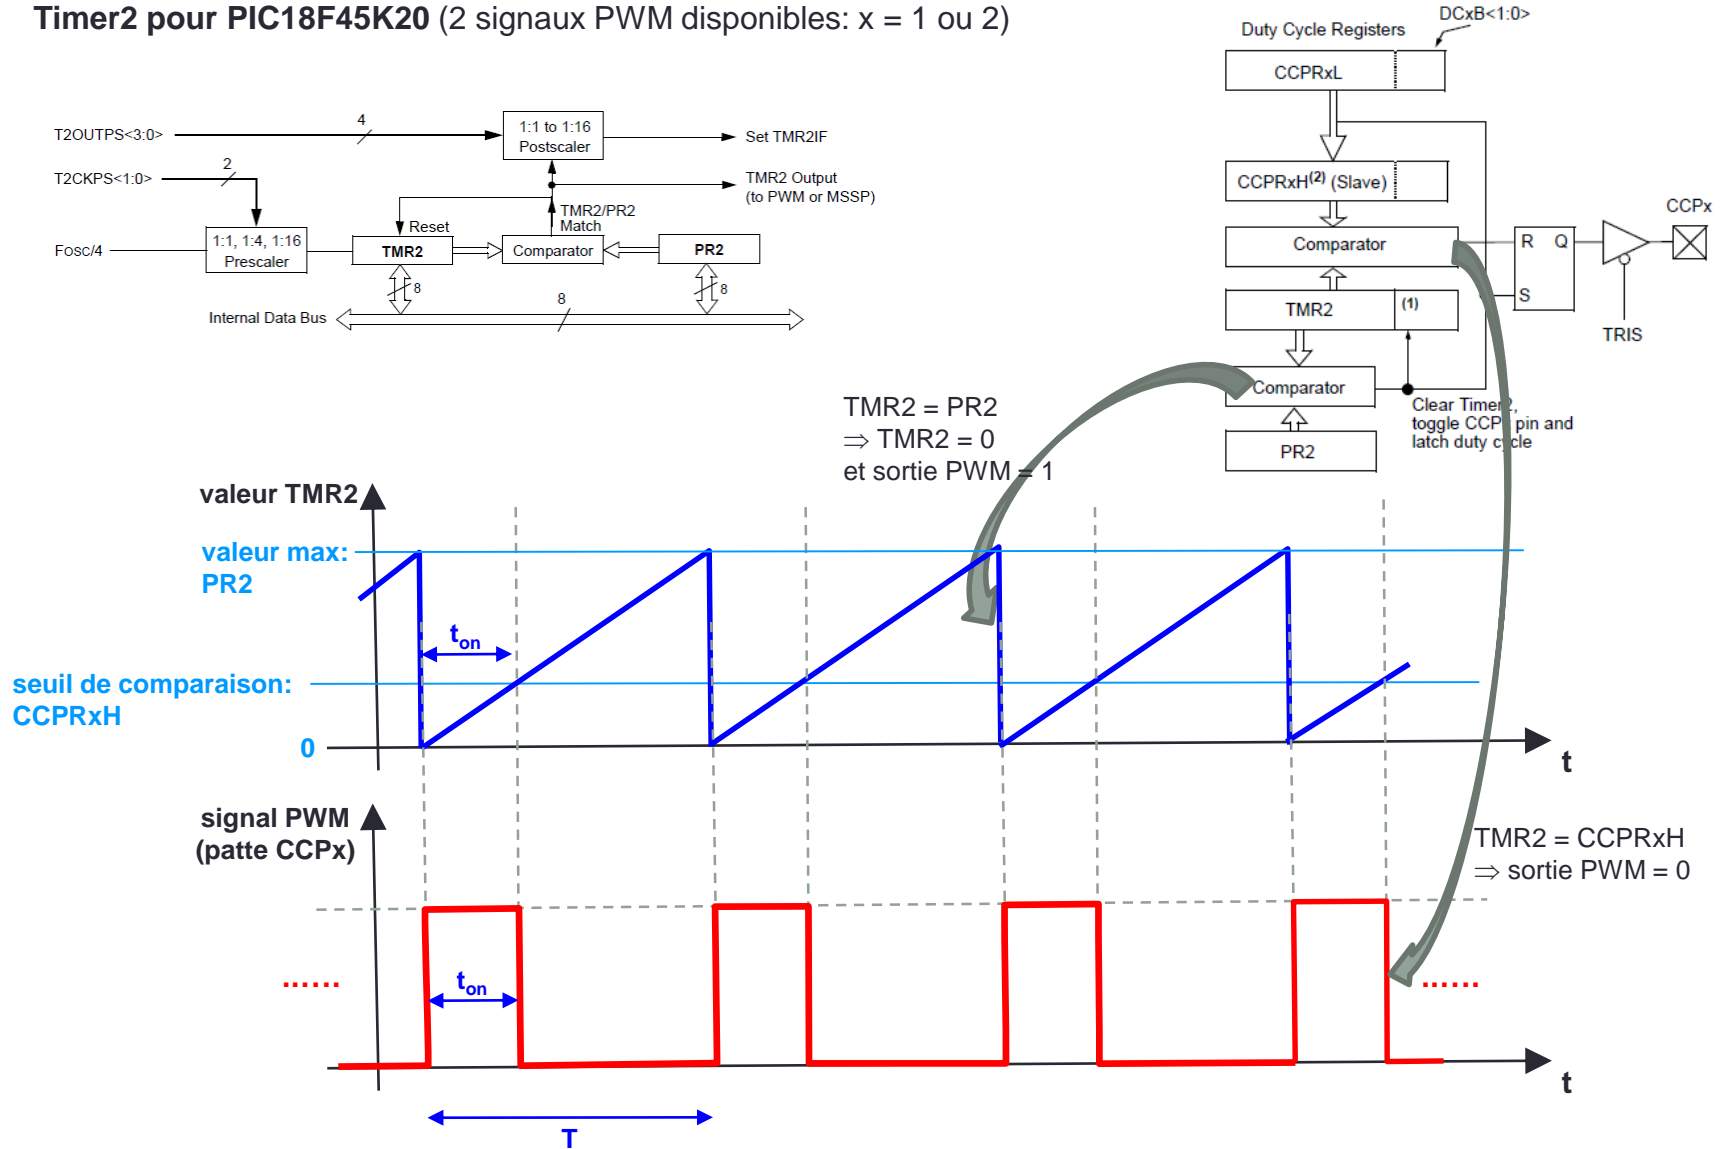 Timer2 pour PIC18F45K20 (2 signaux PWM disponibles: x = 1 ou 2)
DCxB<1:0>
Duty Cycle Registers
CCPRxL
T2OUTPS<3:0>
4
1:1 to 1:16
Postscaler
Set TMR2IF
T2CKPS<1:0>
2
TMR2 Output
(to PWM or MSSP)
Reset
TMR2/PR2
Match
FOSC/4
1:1, 1:4, 1:16
Prescaler
TMR2
Comparator
PR2
8
8
8
Internal Data Bus
CCPRxH(2) (Slave)
Comparator
R
Q
CCPx
TMR2
(1)
S
TRIS
Comparator
Clear Timer2,
toggle CCPx pin and
latch duty cycle
PR2
TMR2 = PR2
⇒ TMR2 = 0
et sortie PWM = 1
valeur TMR2
valeur max:
PR2
ton
seuil de comparaison:
CCPRxH
0
t
signal PWM
(patte CCPx)
TMR2 = CCPRxH
⇒ sortie PWM = 0
......
ton
......
t
T